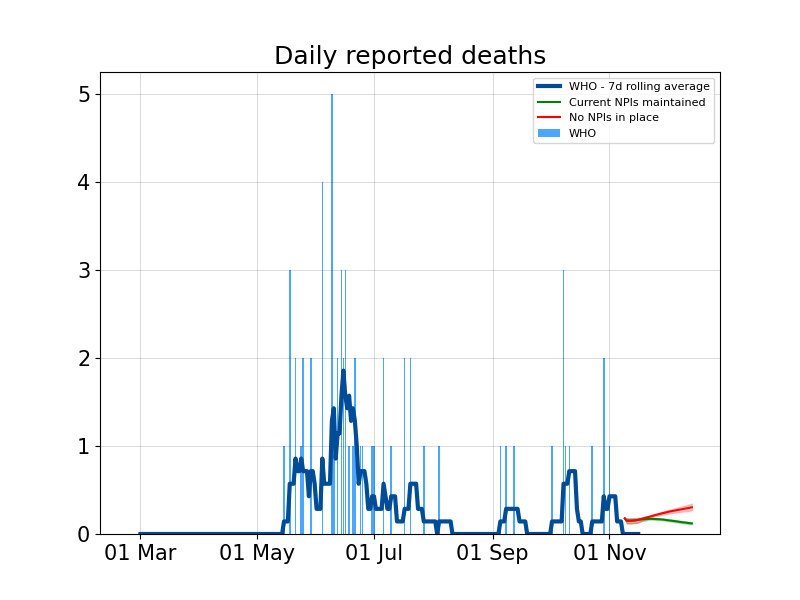 Daily reported deaths
WHO - 7d rolling average
Current NPIs maintained
No NPIs in place
WHO
5
4
3
2
1
0
01 Mar
01 May
01 Jul
01 Sep
01 Nov